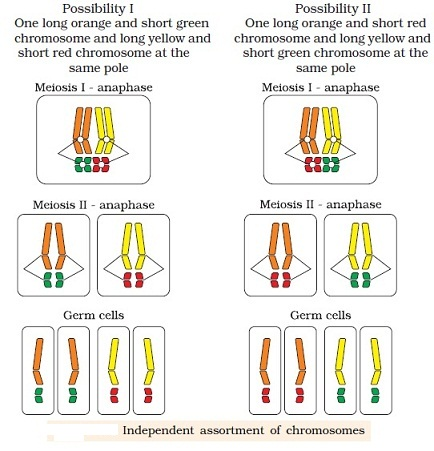 Possibility I
One long orange and short green
chromosome and long yellow and
short red chromosome at the
same pole
Meiosis I - anaphase
Meiosis II - anaphase
Germ cells
Possibility II
One long orange and short red
chromosome and long yellow and
short green chromosome at the
same pole
Meiosis I - anaphase
Meiosis II - anaphase
Germ cells
Independent assortment of chromosomes